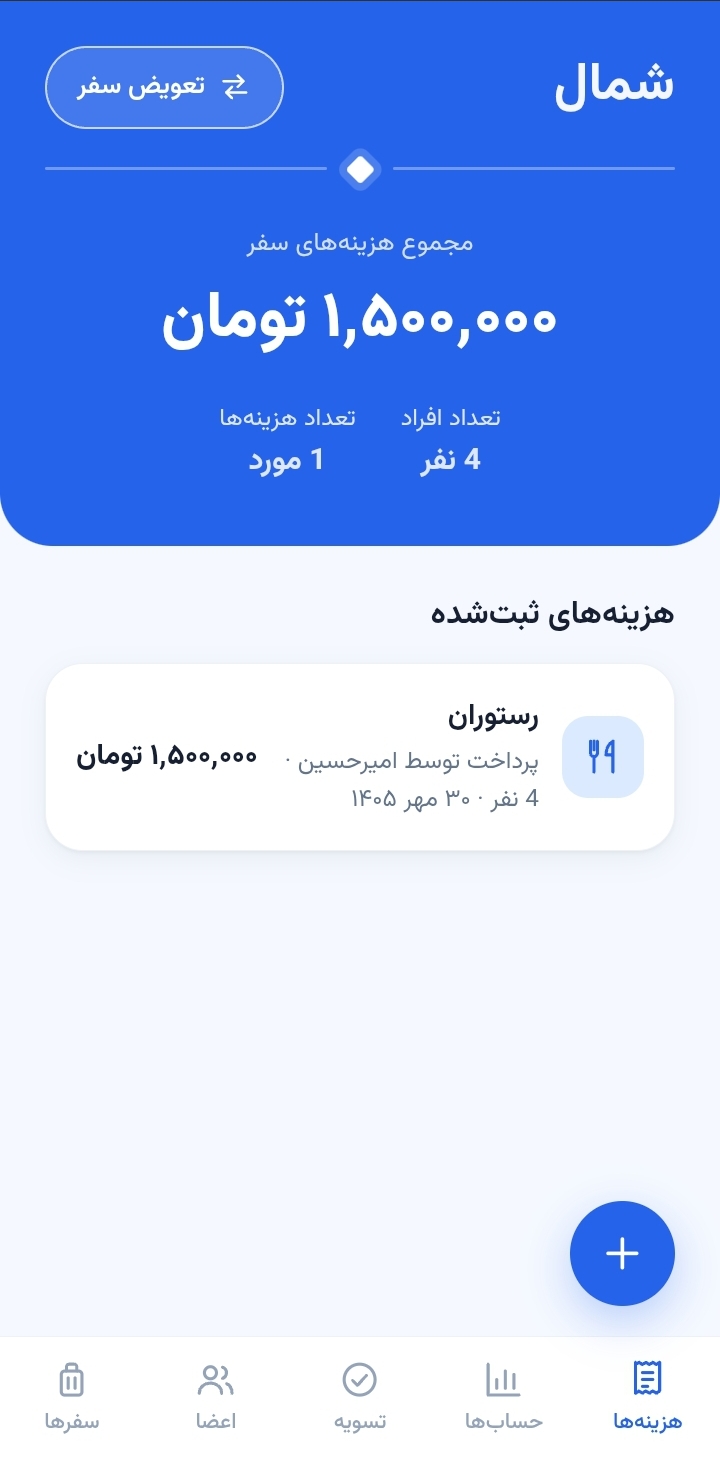 شمال
تعویض سفر
مجموع هزینه‌های سفر
۱,۵۰۰,۰۰۰ تومان
تعداد افراد
4 نفر
تعداد هزینه‌ها
1 مورد
هزینه‌های ثبت‌شده
رستوران
پرداخت توسط امیرحسین ·
4 نفر · ۳۰ مهر ۱۴۰۵
۱,۵۰۰,۰۰۰ تومان
هزینه‌ها
حساب‌ها
تسویه
اعضا
سفرها